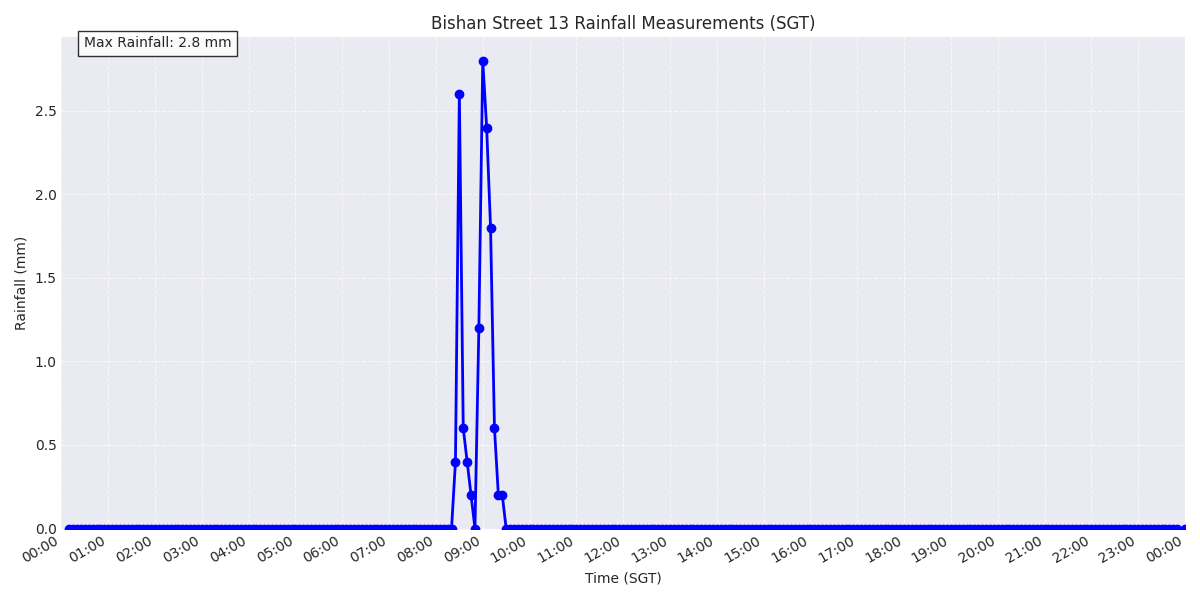 Bishan Street 13 Rainfall Measurements (SGT)
Max Rainfall: 2.8 mm
Rainfall (mm)
2.5
2.0
1.5
1.0
0.5
0.0
00:00 01:00 02:00 03:00 04:00 05:00 06:00 07:00 08:00 09:00 10:00 11:00 12:00 13:00 14:00 15:00 16:00 17:00 18:00 19:00 20:00 21:00 22:00 23:00 00:00
Time (SGT)